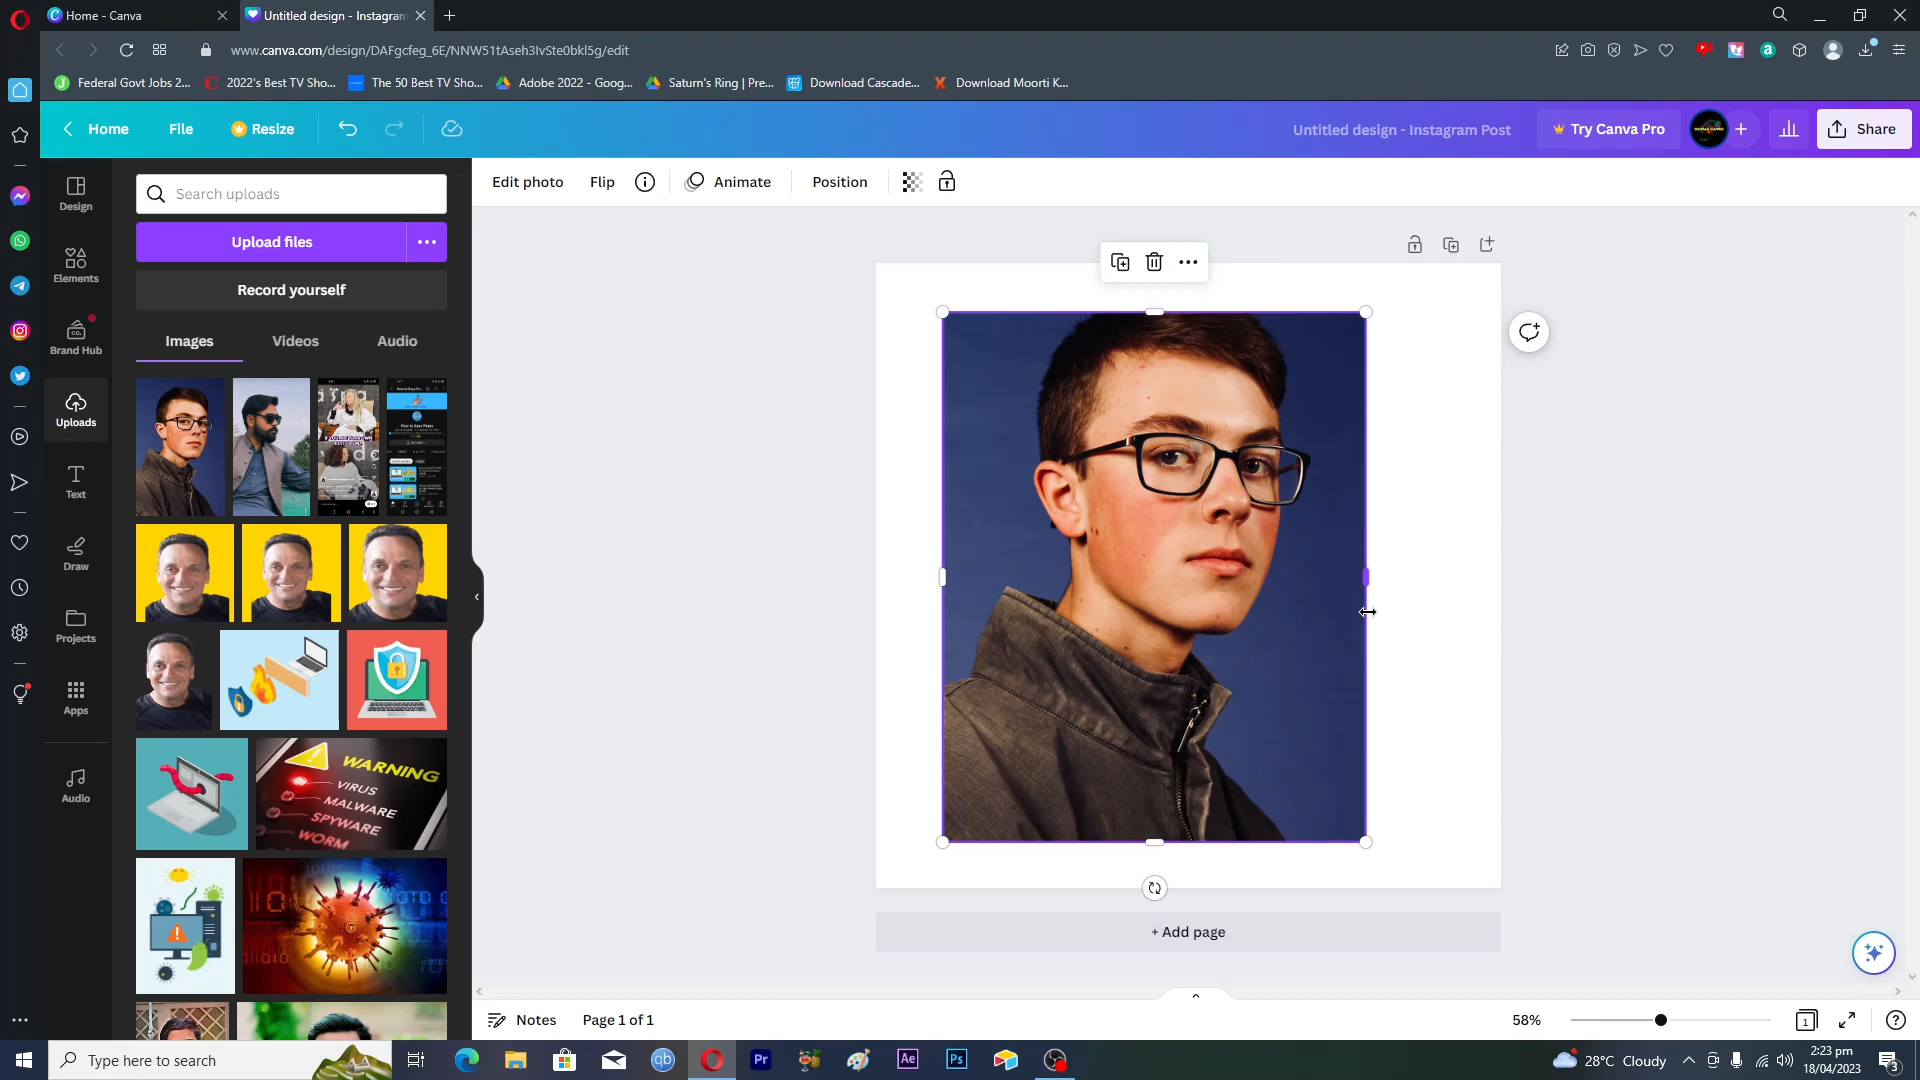 Home - Canva
Untitled design - Instagram
www.canva.com/design/DAFgcfeg_6E/NNW51tAseh3lvSte0bkl5g/edit
Federal Govt Jobs 2...
2022's Best TV Sho...
The 50 Best TV Sho...
Adobe 2022 - Goog...
Saturn's Ring | Pre...
Download Cascade...
Download Moorti K...
Home
File
Resize
Untitled design - Instagram Post
Try Canva Pro
Share
Design
Elements
Brand Hub
Uploads
Text
Draw
Projects
Apps
Audio
Search uploads
Upload files
Record yourself
Images
Videos
Audio
WARNING
VIRUS
MALWARE
SPYWARE
WORM
Edit photo
Flip
Animate
Position
+ Add page
Notes
Page 1 of 1
58%
1
Type here to search
28°C Cloudy
2:23 pm
18/04/2023
3